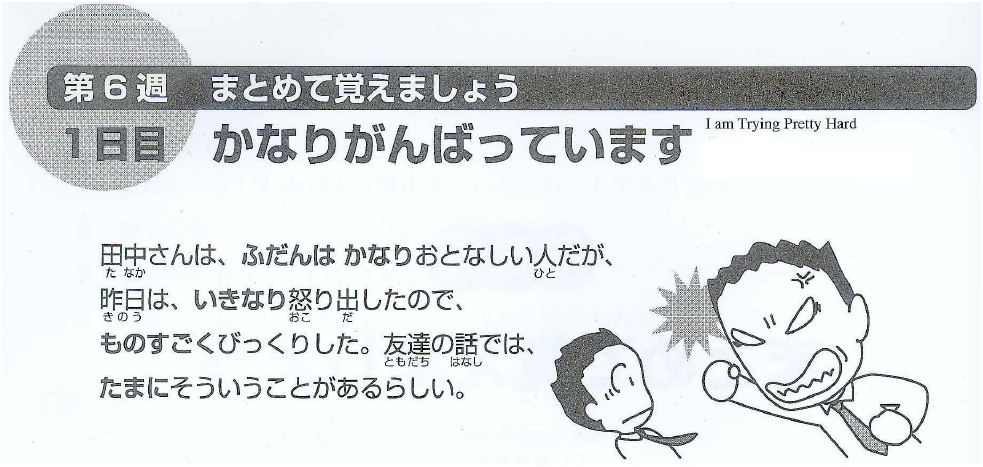 第6週 まとめて覚えましょう
1日目 かなりがんばっています I am Trying Pretty Hard
田中さんは、ふだんは かなりおとなしい人だが、
た なか ひと
昨日は、いきなり怒り出したので、
きのう おこ だ
ものすごくびっくりした。友達の話では、
ともだち はなし
たまにそういうことがあるらしい。